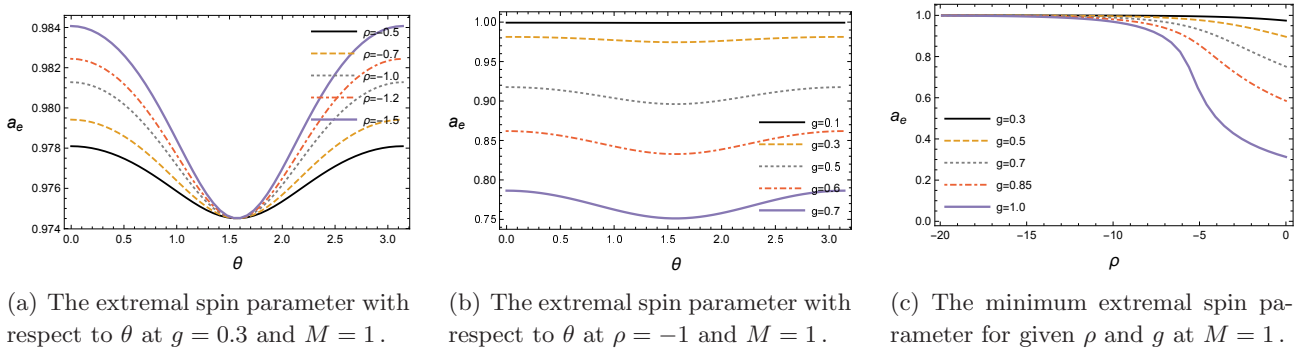 0.984
0.982
0.980
0.978
0.976
0.974
a_e
0.0 0.5 1.0 1.5 2.0 2.5 3.0
θ
ρ=-0.5
ρ=-0.7
ρ=-1.0
ρ=-1.2
ρ=-1.5
1.00
0.95
0.90
0.85
0.80
0.75
a_e
0.0 0.5 1.0 1.5 2.0 2.5 3.0
θ
g=0.1
g=0.3
g=0.5
g=0.6
g=0.7
1.0
0.8
0.6
0.4
0.2
0.0
a_e
-20 -15 -10 -5 0
ρ
g=0.3
g=0.5
g=0.7
g=0.85
g=1.0
(a) The extremal spin parameter with
respect to θ at g = 0.3 and M = 1.
(b) The extremal spin parameter with
respect to θ at ρ = −1 and M = 1.
(c) The minimum extremal spin pa-
rameter for given ρ and g at M = 1.